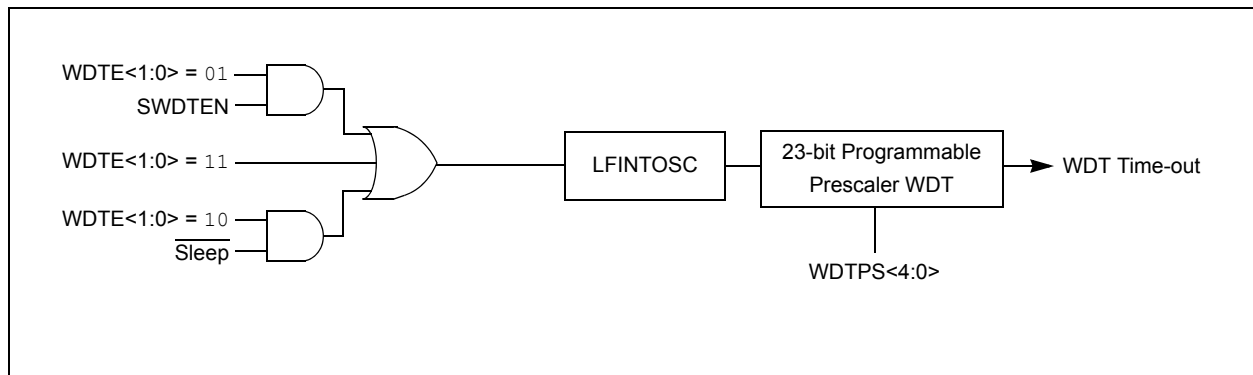 WDTE<1:0> = 01
SWDTEN
WDTE<1:0> = 11
WDTE<1:0> = 10
Sleep
LFINTOSC
23-bit Programmable
Prescaler WDT
WDT Time-out
WDTPS<4:0>